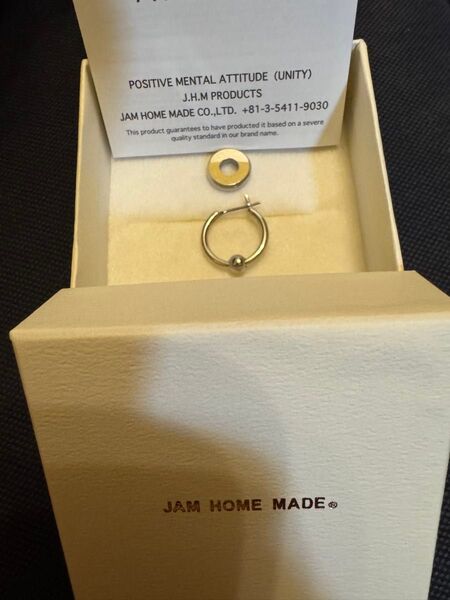 POSITIVE MENTAL ATTITUDE (UNITY)
J.H.M PRODUCTS
JAM HOME MADE CO.,LTD. +81-3-5411-9030
This product guarantees to have producted it based on a severe
quality standard in our brand name.
JAM HOME MADE®